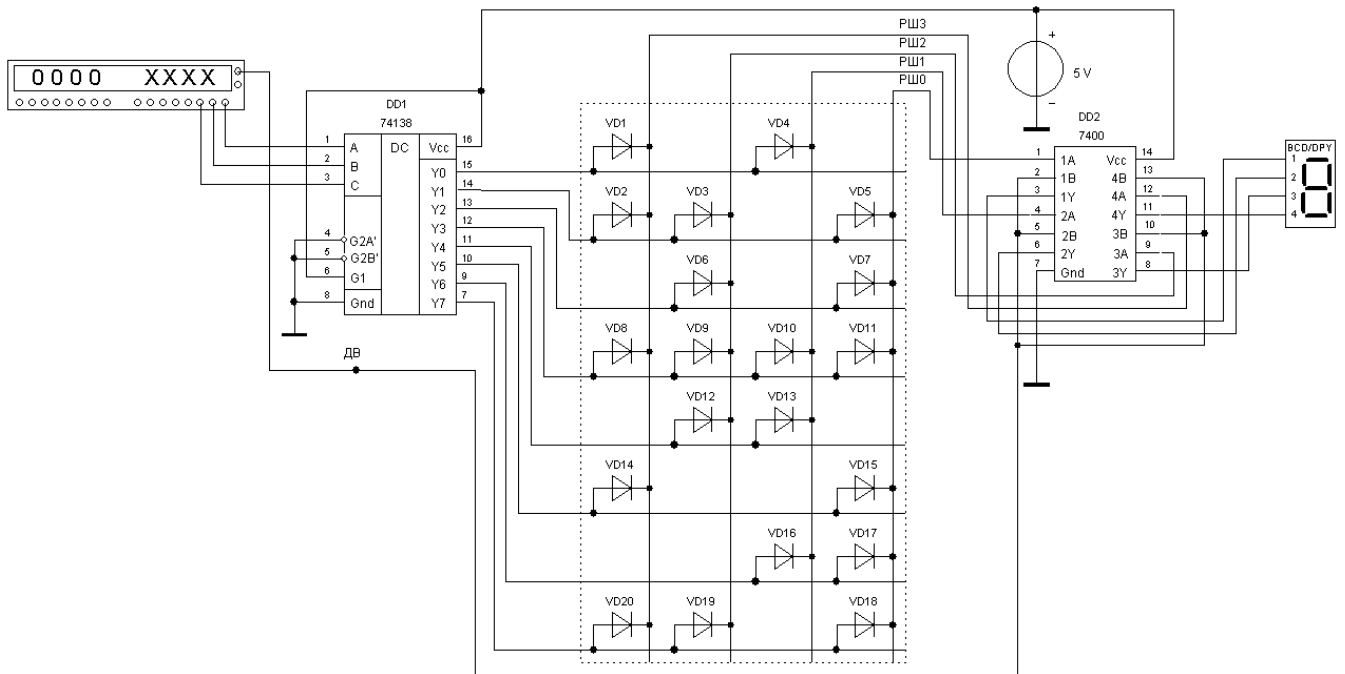 РШ3
РШ2
РШ1
РШ0
+
5 V
−
0000 XXXX
DD1
74138
1 A DC Vcc 16
2 B Y0 15
3 C Y1 14
Y2 13
Y3 12
4 G2A' Y4 11
5 G2B' Y5 10
6 G1 Y6 9
8 Gnd Y7 7
ДВ
VD1 VD4
VD2 VD3 VD5
VD6 VD7
VD8 VD9 VD10 VD11
VD12 VD13
VD14 VD15
VD16 VD17
VD20 VD19 VD18
DD2
7400
1 1A Vcc 14
2 1B 4B 13
3 1Y 4A 12
4 2A 4Y 11
5 2B 3B 10
6 2Y 3A 9
7 Gnd 3Y 8
BCD/DPY
1
2
3
4